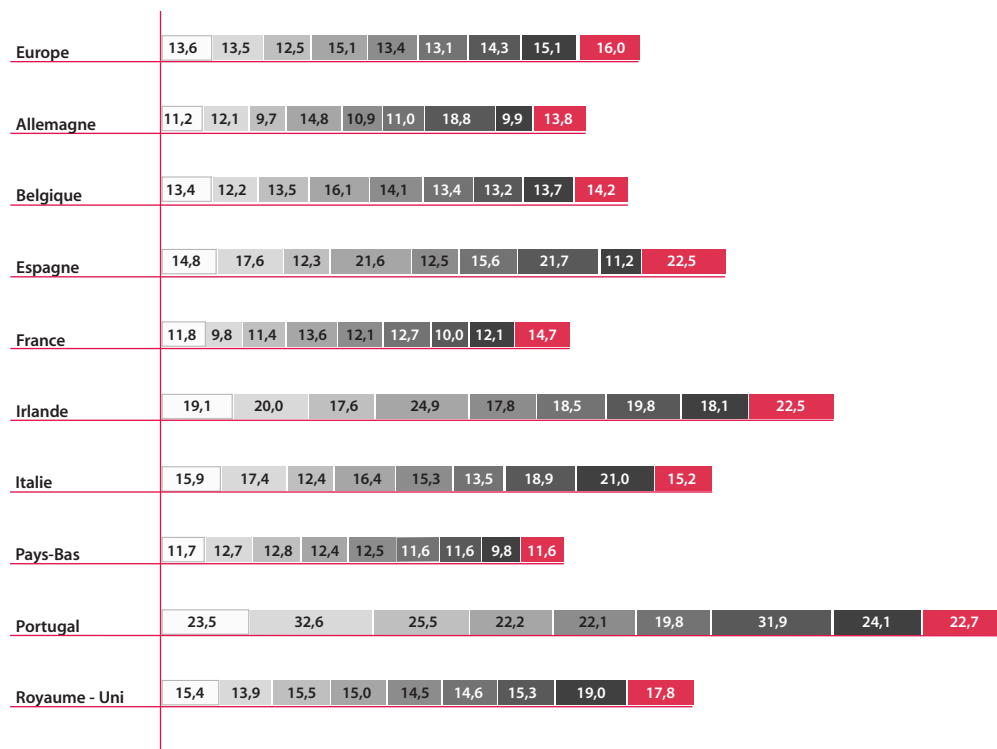 Europe 13,6 13,5 12,5 15,1 13,4 13,1 14,3 15,1 16,0
Allemagne 11,2 12,1 9,7 14,8 10,9 11,0 18,8 9,9 13,8
Belgique 13,4 12,2 13,5 16,1 14,1 13,4 13,2 13,7 14,2
Espagne 14,8 17,6 12,3 21,6 12,5 15,6 21,7 11,2 22,5
France 11,8 9,8 11,4 13,6 12,1 12,7 10,0 12,1 14,7
Irlande 19,1 20,0 17,6 24,9 17,8 18,5 19,8 18,1 22,5
Italie 15,9 17,4 12,4 16,4 15,3 13,5 18,9 21,0 15,2
Pays-Bas 11,7 12,7 12,8 12,4 12,5 11,6 11,6 9,8 11,6
Portugal 23,5 32,6 25,5 22,2 22,1 19,8 31,9 24,1 22,7
Royaume - Uni 15,4 13,9 15,5 15,0 14,5 14,6 15,3 19,0 17,8